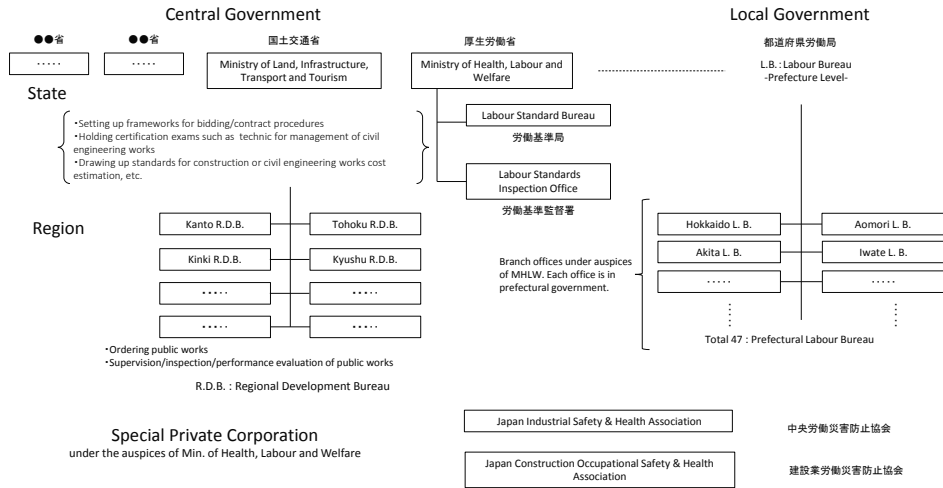 Central Government
Local Government
●●省
●●省
国土交通省
厚生労働省
都道府県労働局
・・・・・
・・・・・
Ministry of Land, Infrastructure,
Transport and Tourism
Ministry of Health, Labour and
Welfare
L.B. : Labour Bureau
-Prefecture Level-
State
・Setting up frameworks for bidding/contract procedures
・Holding certification exams such as technic for management of civil
engineering works
・Drawing up standards for construction or civil engineering works cost
estimation, etc.
Labour Standard Bureau
労働基準局
Labour Standards
Inspection Office
労働基準監督署
Region
Kanto R.D.B.
Tohoku R.D.B.
Kinki R.D.B.
Kyushu R.D.B.
・・・・・
・・・・・
・・・・・
・・・・・
・Ordering public works
・Supervision/inspection/performance evaluation of public works
R.D.B. : Regional Development Bureau
Branch offices under auspices
of MHLW. Each office is in
prefectural government.
Hokkaido L. B.
Aomori L. B.
Akita L. B.
Iwate L. B.
・・・・・
・・・・・
Total 47 : Prefectural Labour Bureau
Special Private Corporation
under the auspices of Min. of Health, Labour and Welfare
Japan Industrial Safety & Health Association
中央労働災害防止協会
Japan Construction Occupational Safety & Health
Association
建設業労働災害防止協会